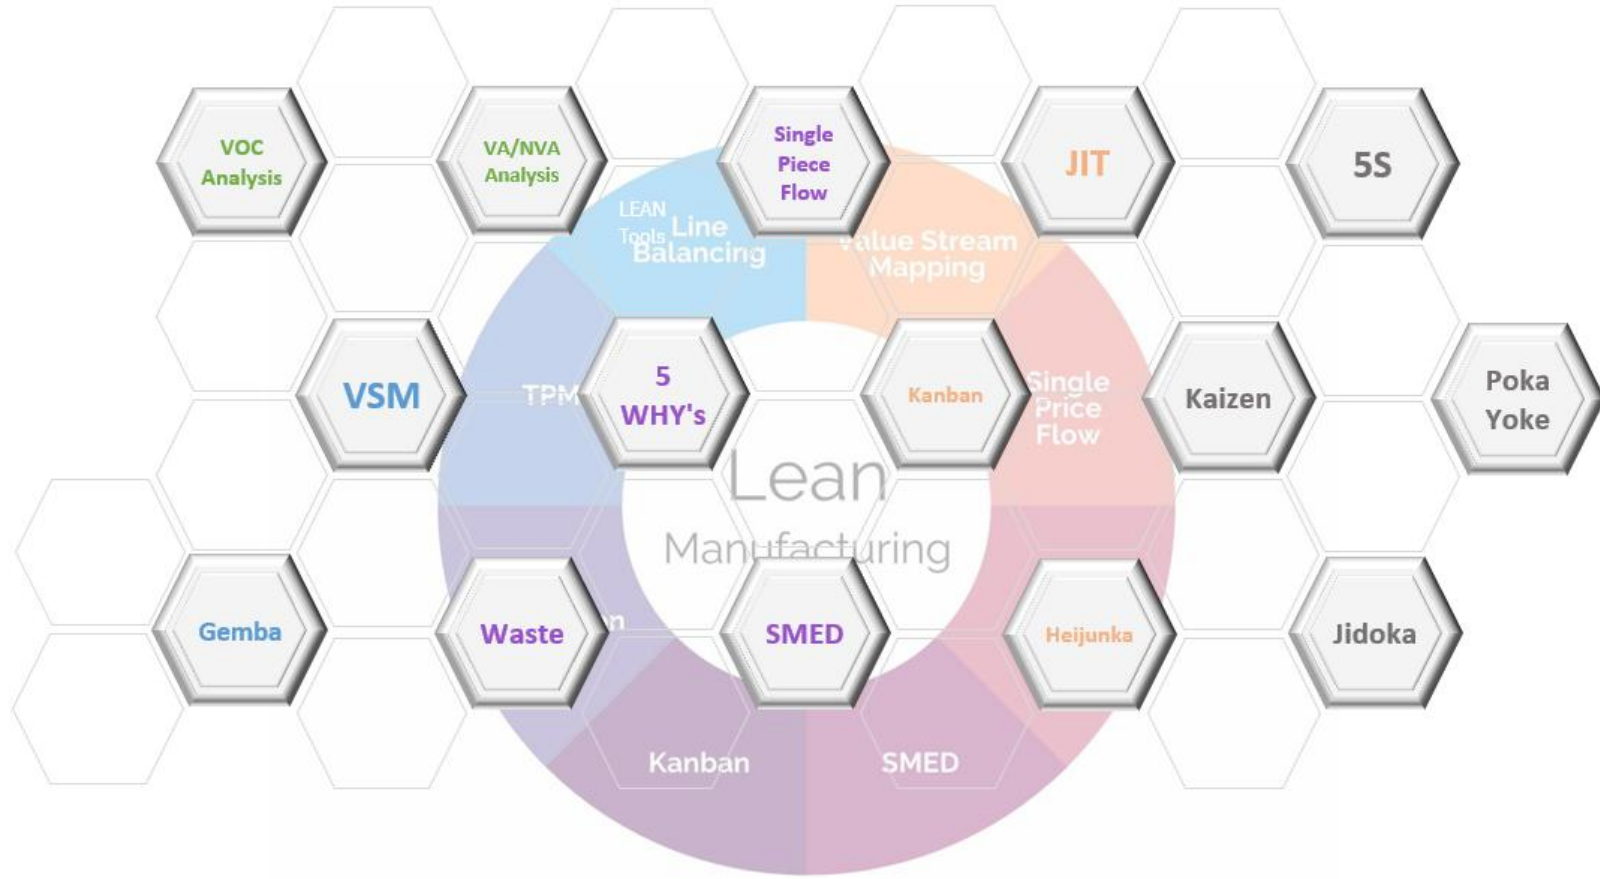 VOC
Analysis
VA/NVA
Analysis
Single
Piece
Flow
JIT
5S
LEAN
Tools
Line
Balancing
Value Stream
Mapping
VSM
TPM
5
WHY's
Kanban
Single
Price
Flow
Kaizen
Poka
Yoke
Lean
Manufacturing
Gemba
Waste
SMED
Heijunka
Jidoka
Kanban
SMED